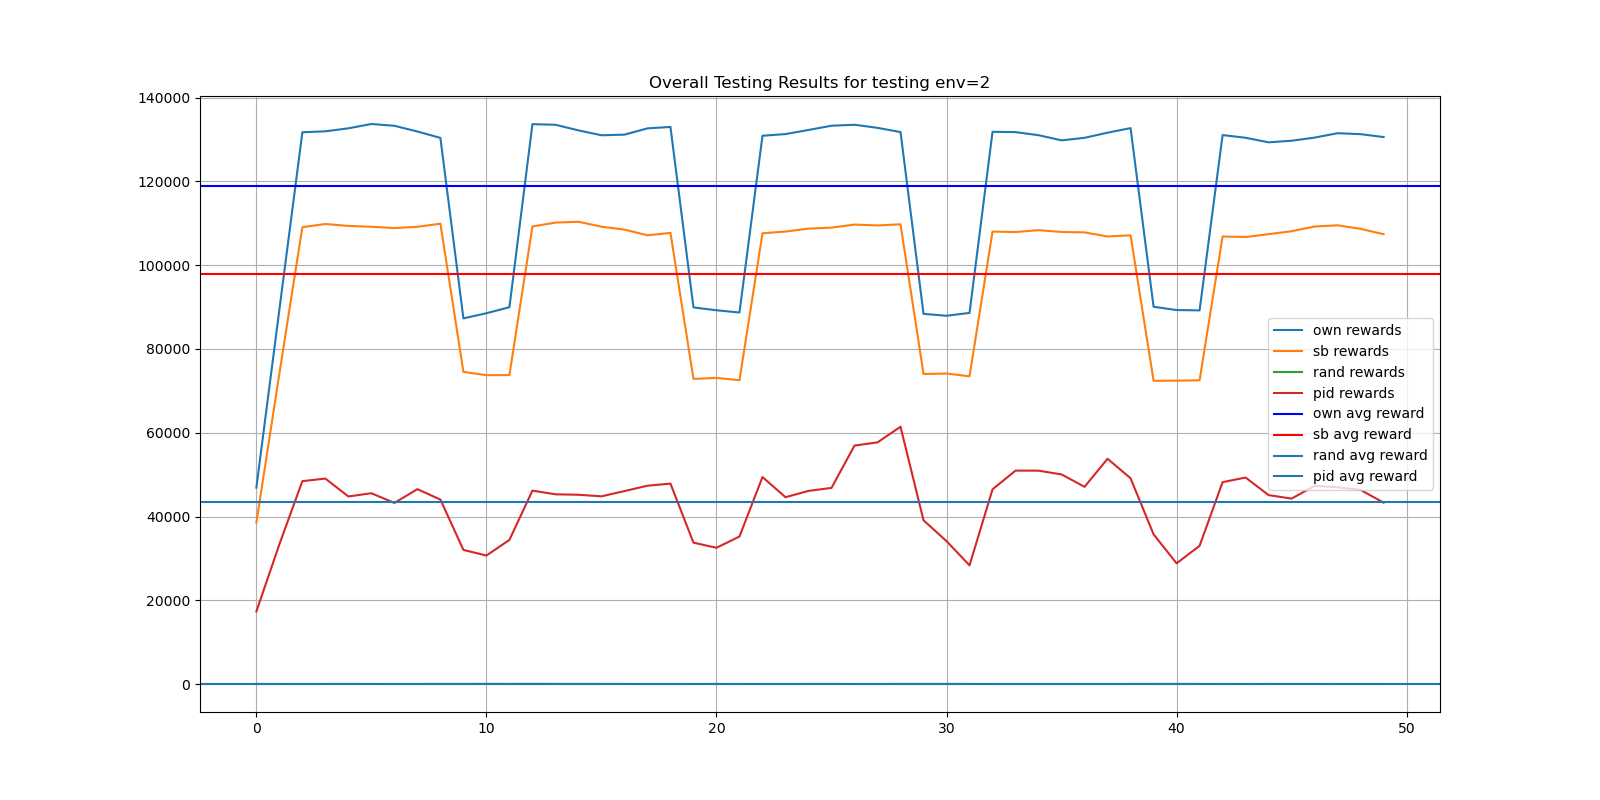 Overall Testing Results for testing env=2
140000
120000
100000
80000
60000
40000
20000
0
own rewards
sb rewards
rand rewards
pid rewards
own avg reward
sb avg reward
rand avg reward
pid avg reward
0 10 20 30 40 50